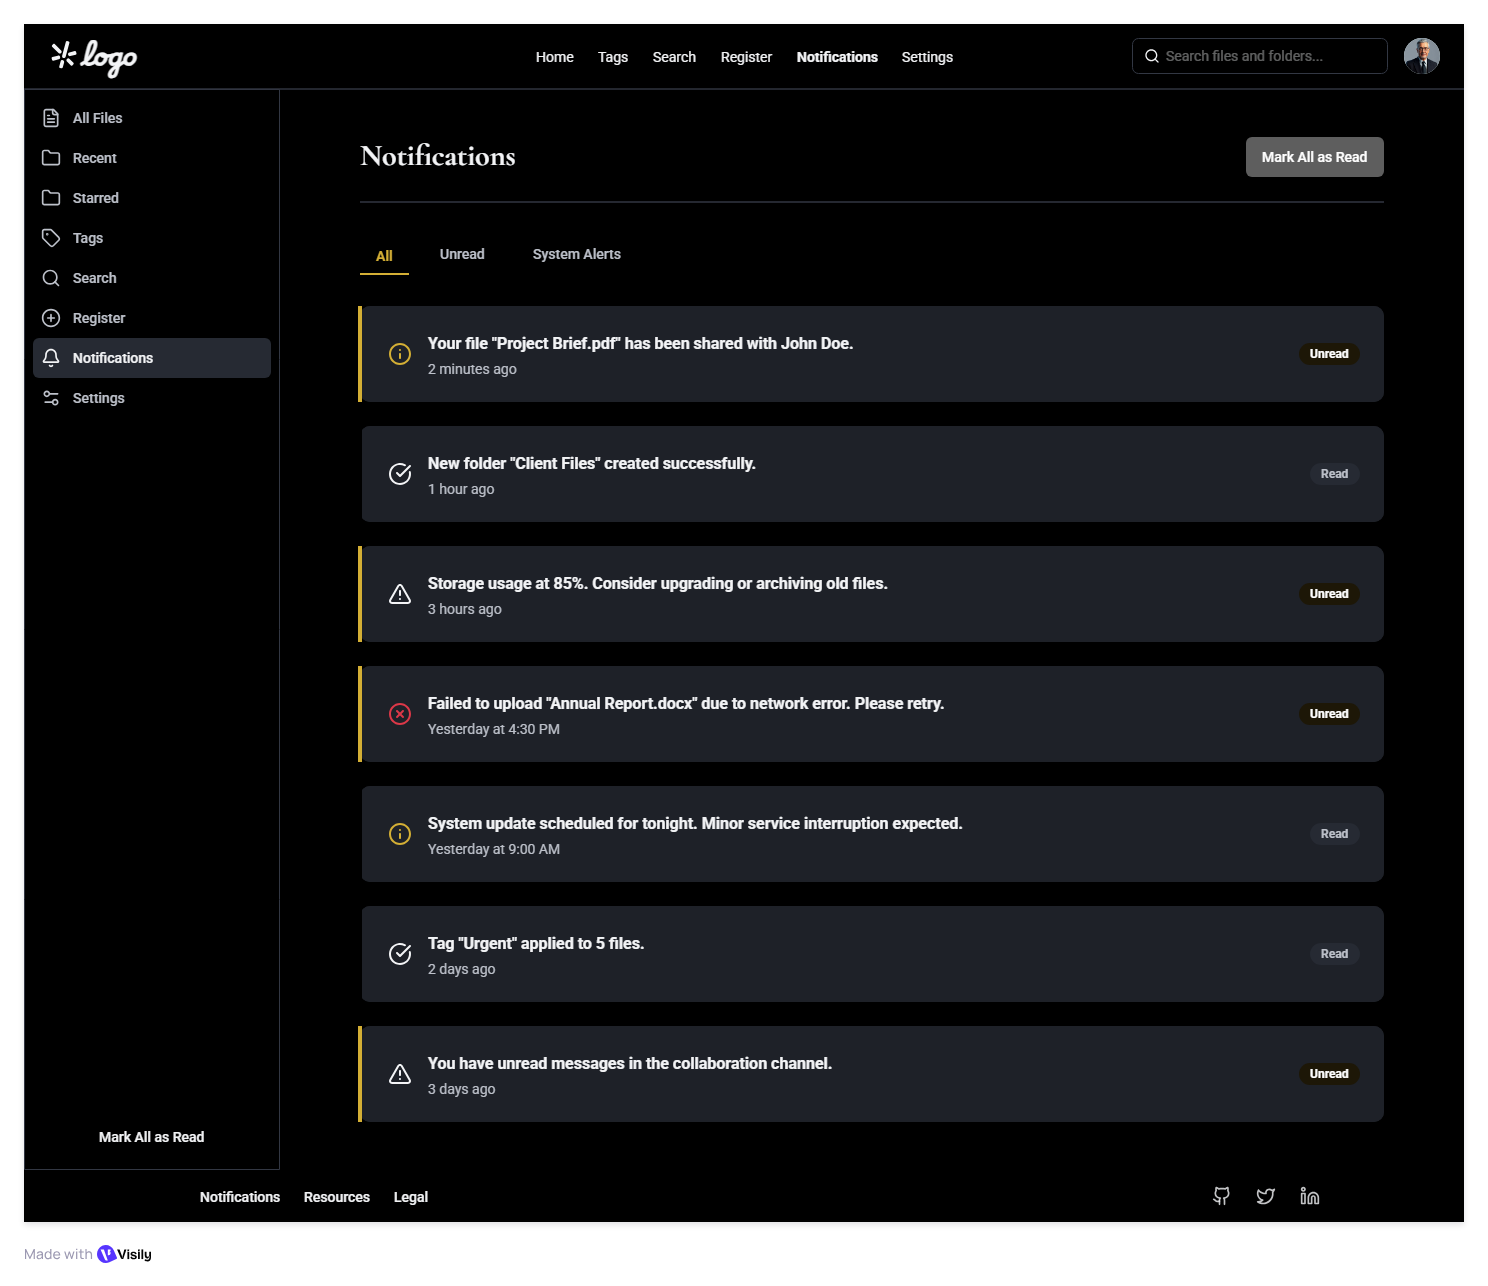 logo
Home Tags Search Register Notifications Settings
Search files and folders...
All Files
Recent
Starred
Tags
Search
Register
Notifications
Settings
Mark All as Read
Notifications
Mark All as Read
All Unread System Alerts
Your file "Project Brief.pdf" has been shared with John Doe.
2 minutes ago
Unread
New folder "Client Files" created successfully.
1 hour ago
Read
Storage usage at 85%. Consider upgrading or archiving old files.
3 hours ago
Unread
Failed to upload "Annual Report.docx" due to network error. Please retry.
Yesterday at 4:30 PM
Unread
System update scheduled for tonight. Minor service interruption expected.
Yesterday at 9:00 AM
Read
Tag "Urgent" applied to 5 files.
2 days ago
Read
You have unread messages in the collaboration channel.
3 days ago
Unread
Notifications Resources Legal
Made with Visily